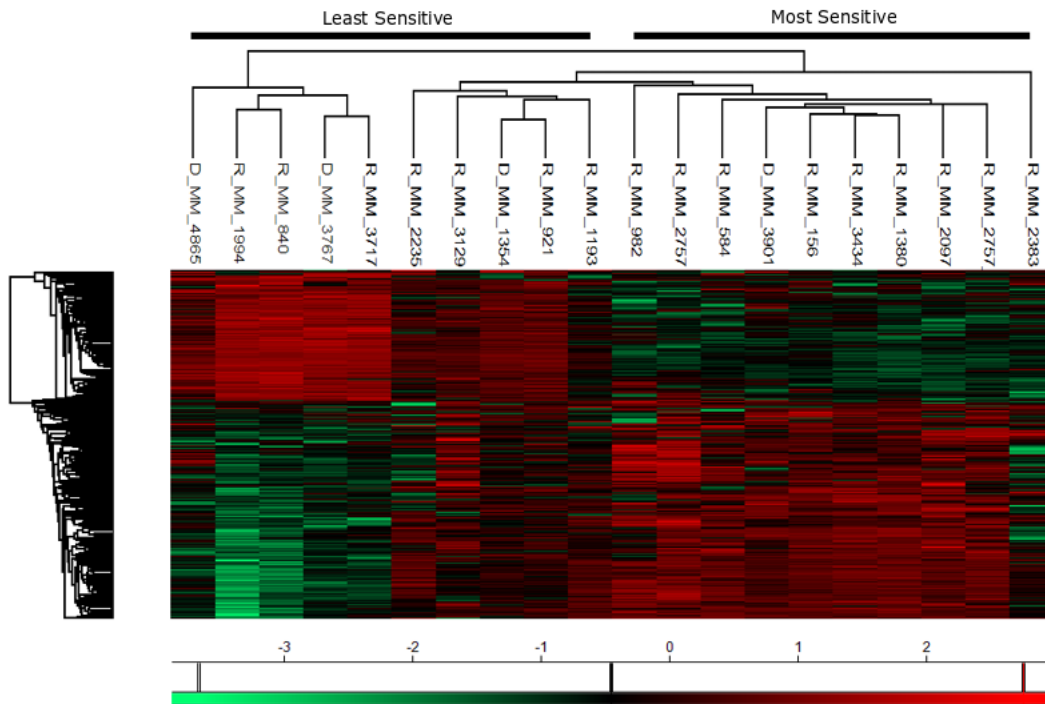 Least Sensitive
Most Sensitive
D_MM_4865
R_MM_1994
R_MM_840
D_MM_3767
R_MM_3717
R_MM_2235
R_MM_3129
D_MM_1354
R_MM_921
R_MM_1193
R_MM_982
R_MM_2757
R_MM_584
D_MM_3901
R_MM_156
R_MM_3434
R_MM_1380
R_MM_2097
R_MM_2757
R_MM_2383
-3 -2 -1 0 1 2